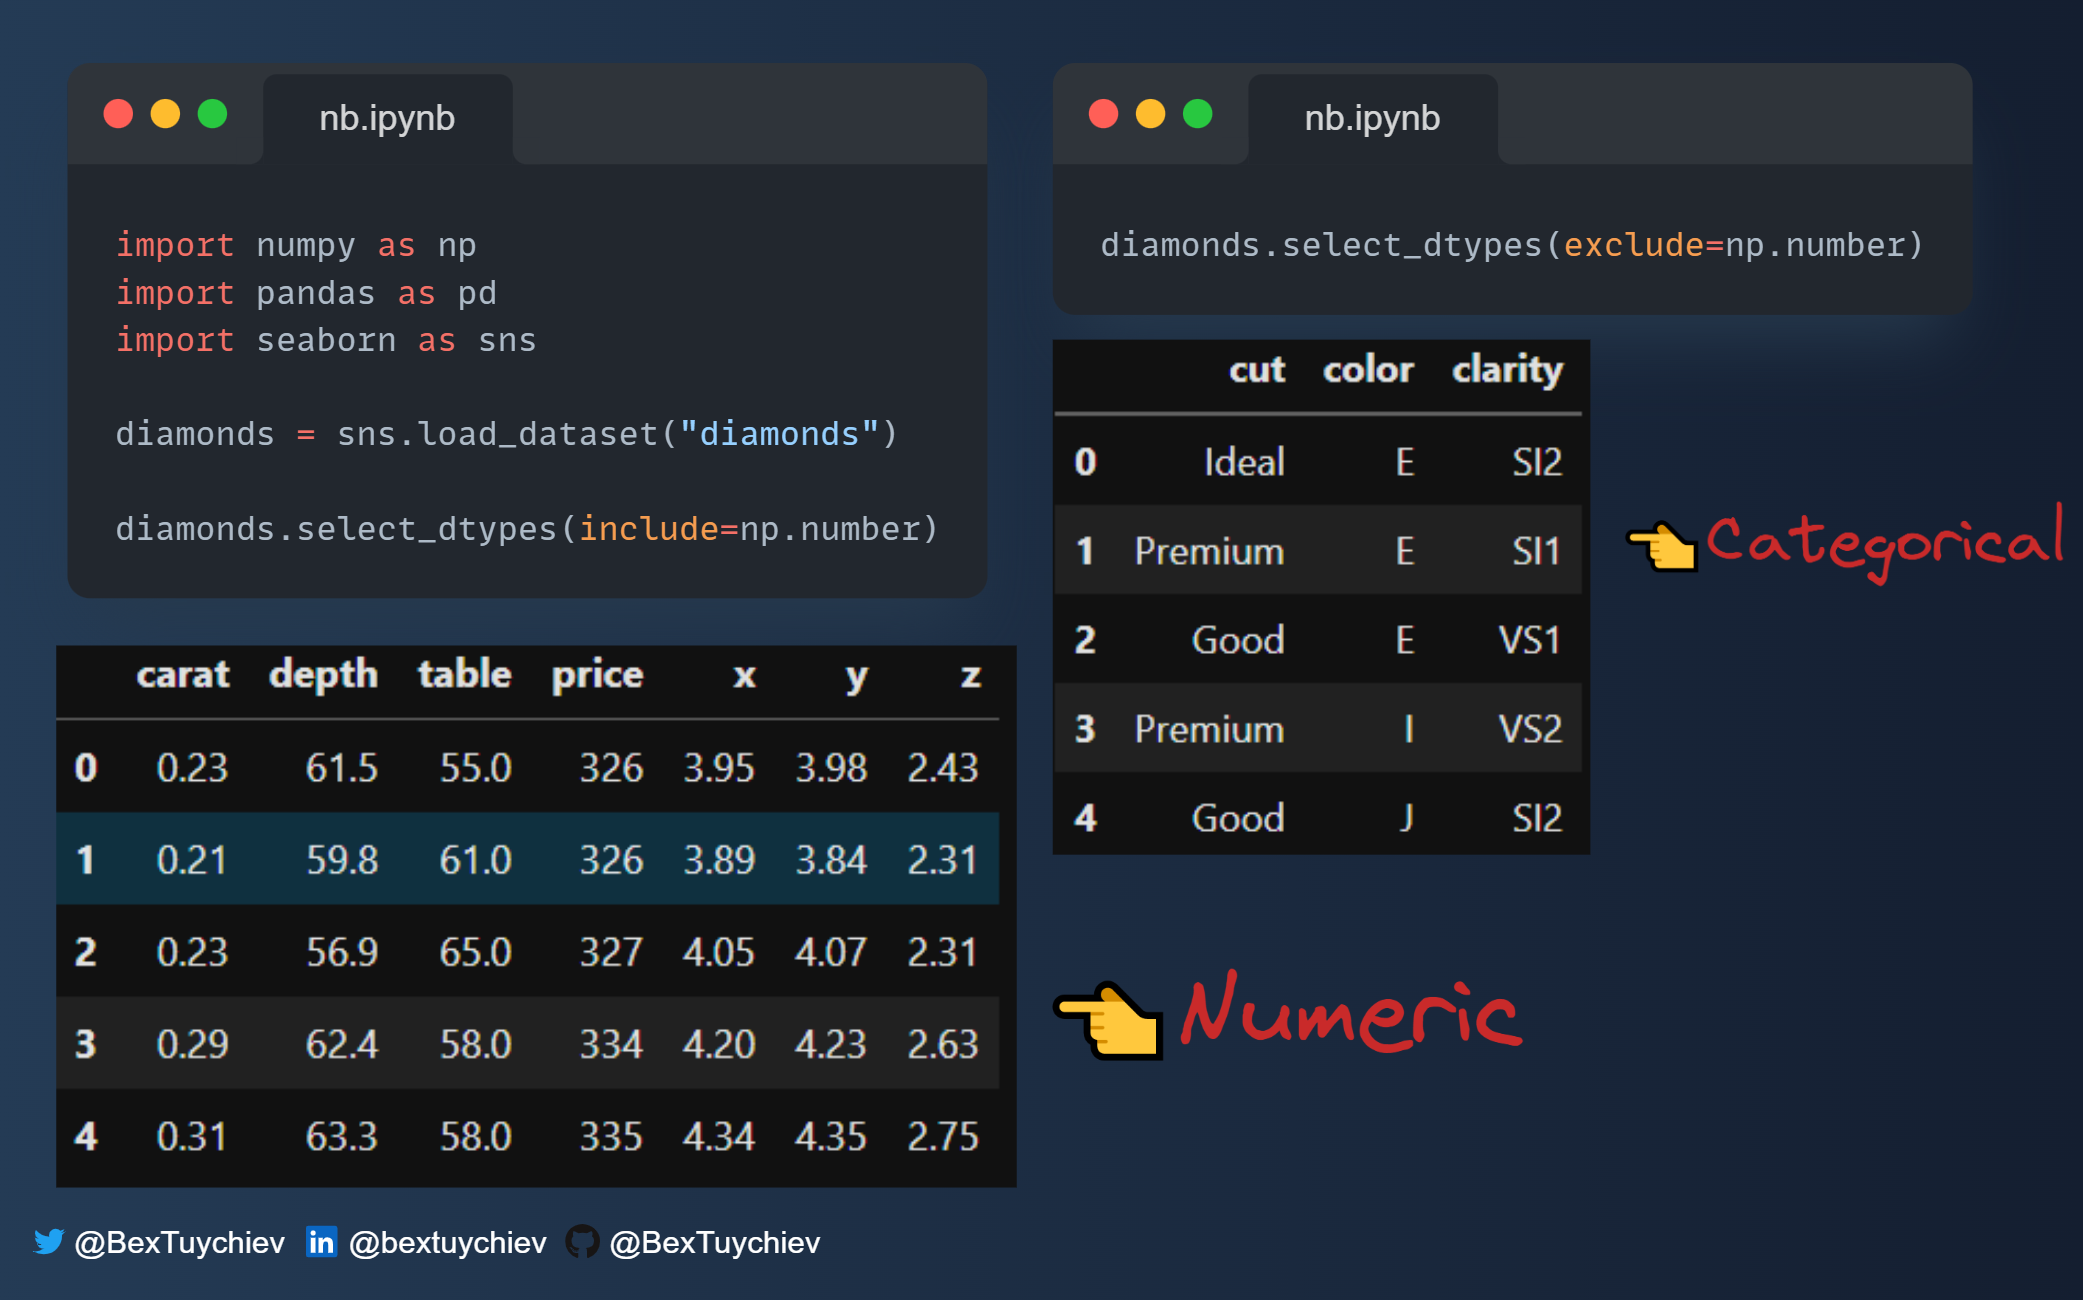 nb.ipynb
import numpy as np
import pandas as pd
import seaborn as sns
diamonds = sns.load_dataset("diamonds")
diamonds.select_dtypes(include=np.number)
carat depth table price x y z
0 0.23 61.5 55.0 326 3.95 3.98 2.43
1 0.21 59.8 61.0 326 3.89 3.84 2.31
2 0.23 56.9 65.0 327 4.05 4.07 2.31
3 0.29 62.4 58.0 334 4.20 4.23 2.63
4 0.31 63.3 58.0 335 4.34 4.35 2.75
Numeric
nb.ipynb
diamonds.select_dtypes(exclude=np.number)
cut color clarity
0 Ideal E SI2
1 Premium E SI1
2 Good E VS1
3 Premium I VS2
4 Good J SI2
Categorical
@BexTuychiev in @bextuychiev @BexTuychiev